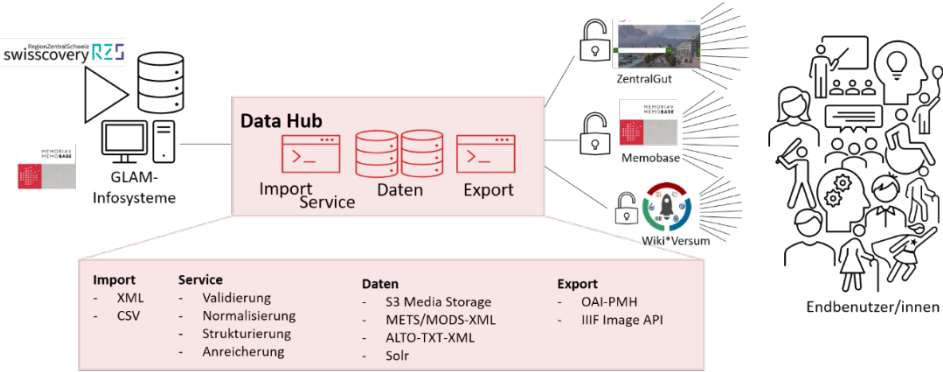 RegionZentralSchweiz
swisscovery RZS
MEMORIAV
MEMOBASE
GLAM-
Infosysteme
Data Hub
>_
>_
Import
Service
Daten
Export
ZentralGut
MEMORIAV
MEMOBASE
Memobase
Wiki*Versum
Endbenutzer/innen
Import
- XML
- CSV
Service
- Validierung
- Normalisierung
- Strukturierung
- Anreicherung
Daten
- S3 Media Storage
- METS/MODS-XML
- ALTO-TXT-XML
- Solr
Export
- OAI-PMH
- IIIF Image API